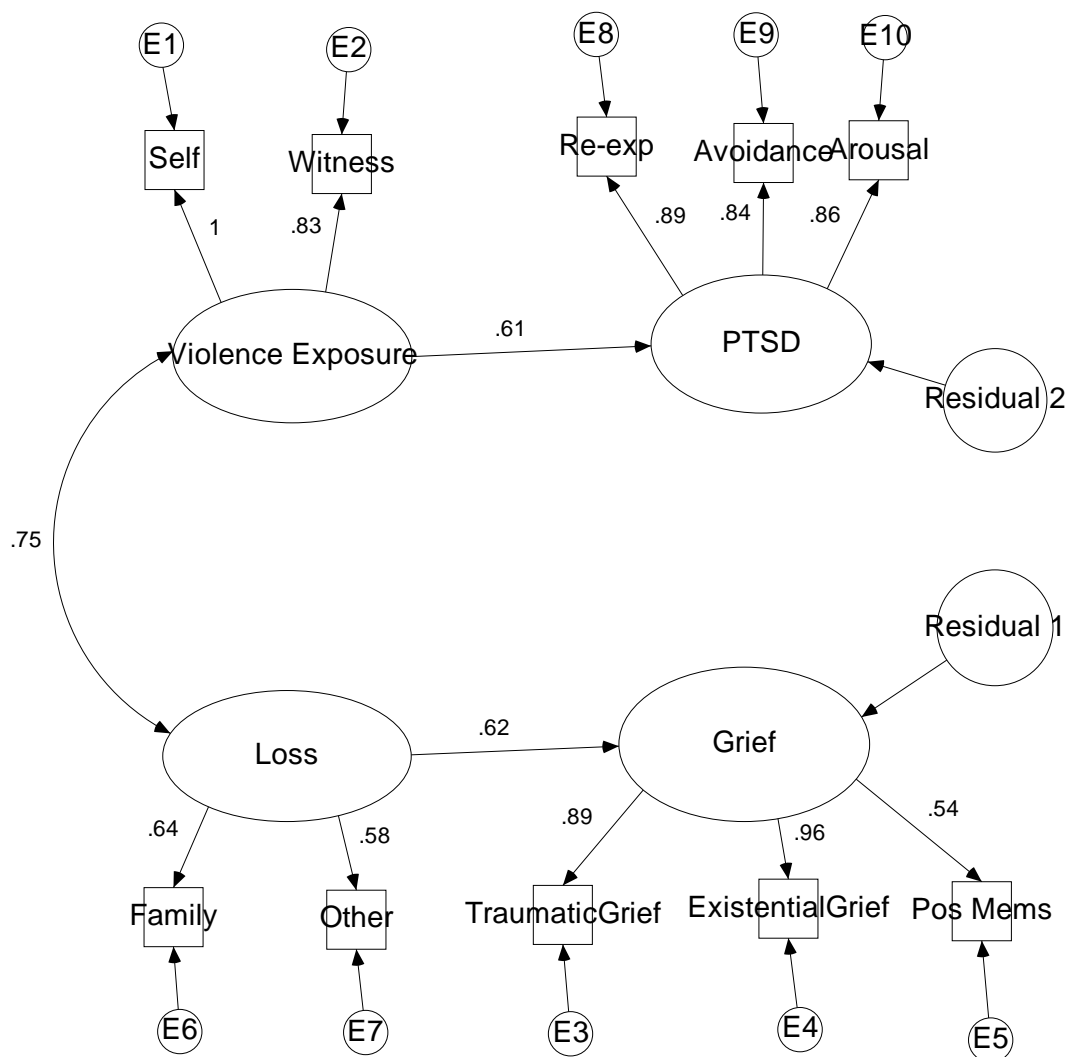 E1
E2
E8
E9
E10
Self
Witness
Re-exp
Avoidance
Arousal
1
.83
.89
.84
.86
Violence Exposure
.61
PTSD
Residual 2
.75
Residual 1
Loss
.62
Grief
.64
.58
.89
.96
.54
Family
Other
TraumaticGrief
ExistentialGrief
Pos Mems
E6
E7
E3
E4
E5